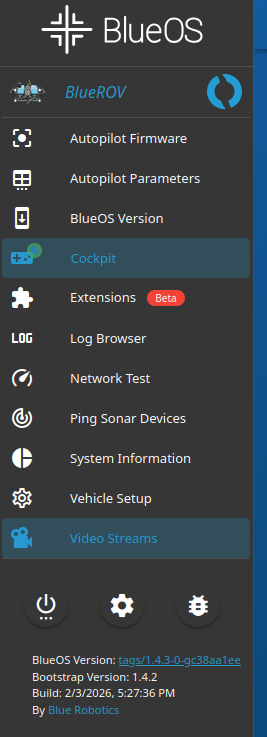 BlueOS
BlueROV
Autopilot Firmware
Autopilot Parameters
BlueOS Version
Cockpit
Extensions Beta
LOG Log Browser
Network Test
Ping Sonar Devices
System Information
Vehicle Setup
Video Streams
BlueOS Version: tags/1.4.3-0-gc38aa1ee
Bootstrap Version: 1.4.2
Build: 2/3/2026, 5:27:36 PM
By Blue Robotics